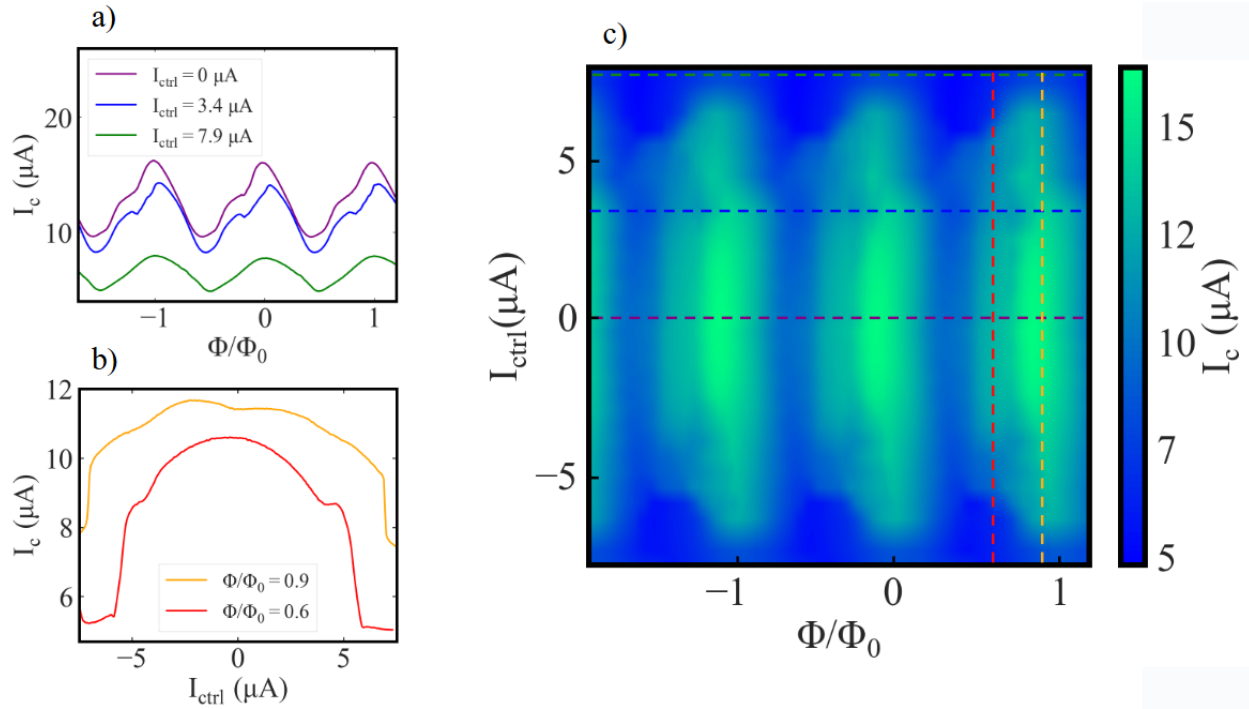 a)
I_ctrl = 0 μA
I_ctrl = 3.4 μA
I_ctrl = 7.9 μA
20
10
I_c (μA)
−1 0 1
Φ/Φ_0
b)
12
10
8
6
I_c (μA)
Φ/Φ_0 = 0.9
Φ/Φ_0 = 0.6
−5 0 5
I_ctrl (μA)
c)
5
0
−5
I_ctrl(μA)
−1 0 1
Φ/Φ_0
15
12
10
7
5
I_c (μA)